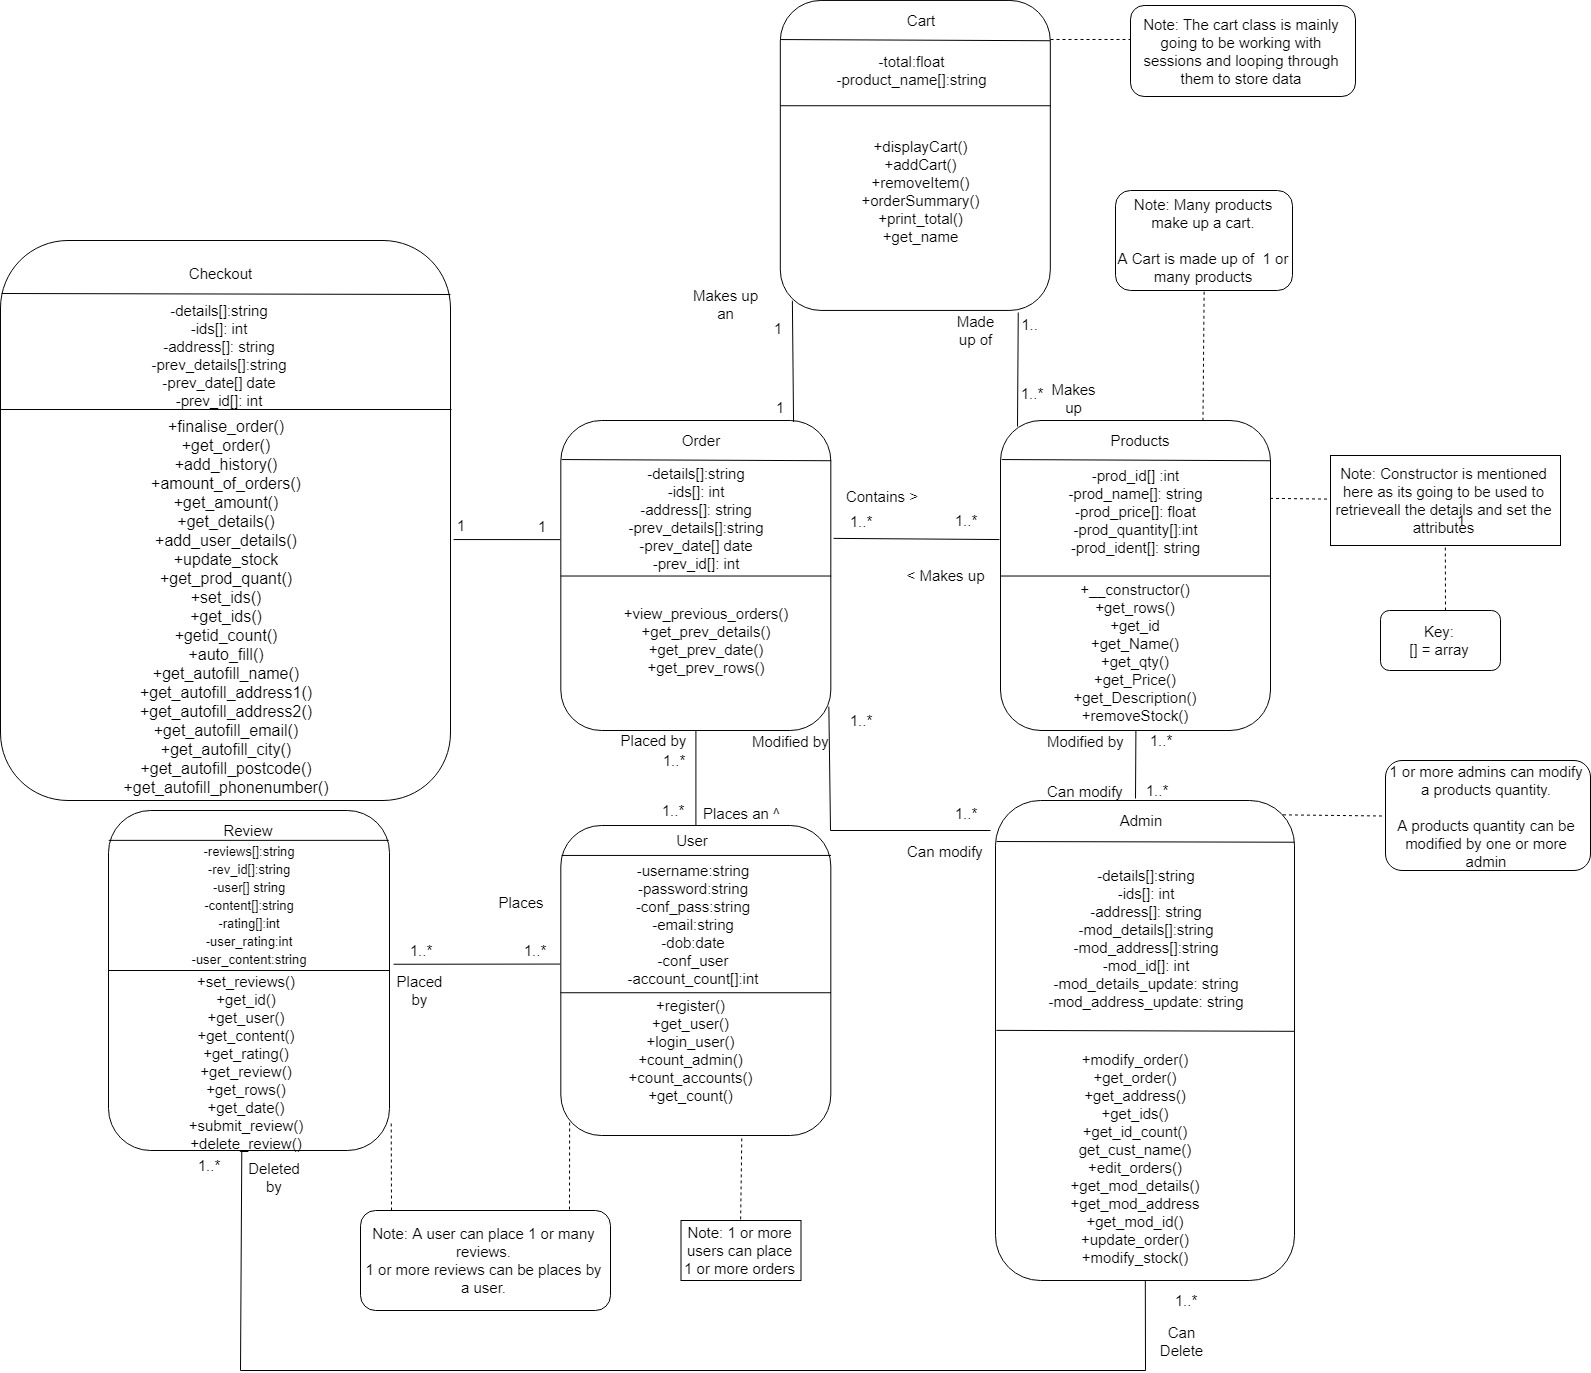 Cart
-total:float
-product_name[]:string
+displayCart()
+addCart()
+removeItem()
+orderSummary()
+print_total()
+get_name
Note: The cart class is mainly
going to be working with
sessions and looping through
them to store data
Note: Many products
make up a cart.
A Cart is made up of 1 or
many products
Makes up
an
1
1
Made
up of
1..
1..*
Makes
up
Checkout
-details[]:string
-ids[]: int
-address[]: string
-prev_details[]:string
-prev_date[] date
-prev_id[]: int
+finalise_order()
+get_order()
+add_history()
+amount_of_orders()
+get_amount()
+get_details()
+add_user_details()
+update_stock
+get_prod_quant()
+set_ids()
+get_ids()
+getid_count()
+auto_fill()
+get_autofill_name()
+get_autofill_address1()
+get_autofill_address2()
+get_autofill_email()
+get_autofill_city()
+get_autofill_postcode()
+get_autofill_phonenumber()
1
1
Order
-details[]:string
-ids[]: int
-address[]: string
-prev_details[]:string
-prev_date[] date
-prev_id[]: int
+view_previous_orders()
+get_prev_details()
+get_prev_date()
+get_prev_rows()
Contains >
1..*
1..*
< Makes up
Products
-prod_id[] :int
-prod_name[]: string
-prod_price[]: float
-prod_quantity[]:int
-prod_ident[]: string
+__constructor()
+get_rows()
+get_id
+get_Name()
+get_qty()
+get_Price()
+get_Description()
+removeStock()
Note: Constructor is mentioned
here as its going to be used to
retrieveall the details and set the
attributes
1
Key:
[] = array
Placed by
1..*
1..*
Places an ^
Modified by
1..*
1..*
Can modify
Modified by
1..*
Can modify
1..*
1 or more admins can modify
a products quantity.
A products quantity can be
modified by one or more
admin
Review
-reviews[]:string
-rev_id[]:string
-user[] string
-content[]:string
-rating[]:int
-user_rating:int
-user_content:string
+set_reviews()
+get_id()
+get_user()
+get_content()
+get_rating()
+get_review()
+get_rows()
+get_date()
+submit_review()
+delete_review()
Places
1..*
1..*
Placed
by
User
-username:string
-password:string
-conf_pass:string
-email:string
-dob:date
-conf_user
-account_count[]:int
+register()
+get_user()
+login_user()
+count_admin()
+count_accounts()
+get_count()
Admin
-details[]:string
-ids[]: int
-address[]: string
-mod_details[]:string
-mod_address[]:string
-mod_id[]: int
-mod_details_update: string
-mod_address_update: string
+modify_order()
+get_order()
+get_address()
+get_ids()
+get_id_count()
get_cust_name()
+edit_orders()
+get_mod_details()
+get_mod_address
+get_mod_id()
+update_order()
+modify_stock()
1..*
Deleted
by
Note: A user can place 1 or many
reviews.
1 or more reviews can be places by
a user.
Note: 1 or more
users can place
1 or more orders
1..*
Can
Delete